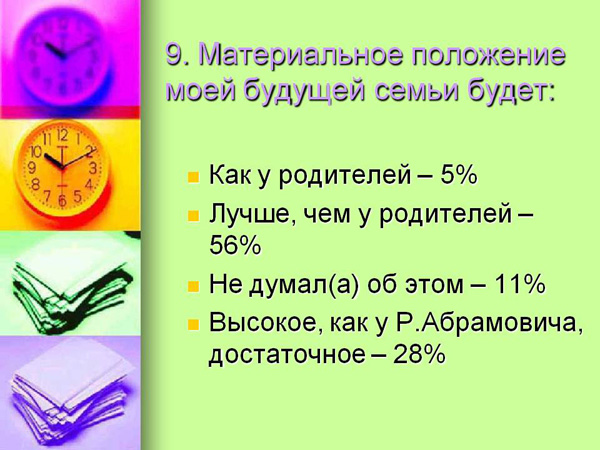 9. Материальное положение
моей будущей семьи будет:
Как у родителей – 5%
Лучше, чем у родителей –
56%
Не думал(а) об этом – 11%
Высокое, как у Р.Абрамовича,
достаточное – 28%